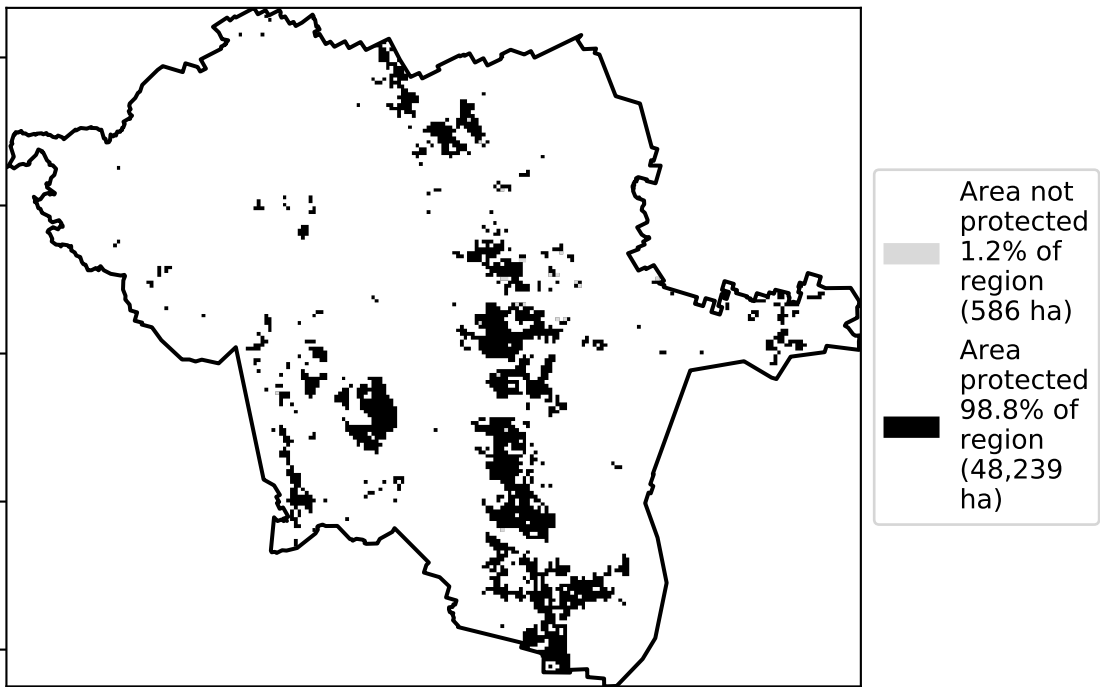 Area not
protected
1.2% of
region
(586 ha)
Area
protected
98.8% of
region
(48,239
ha)